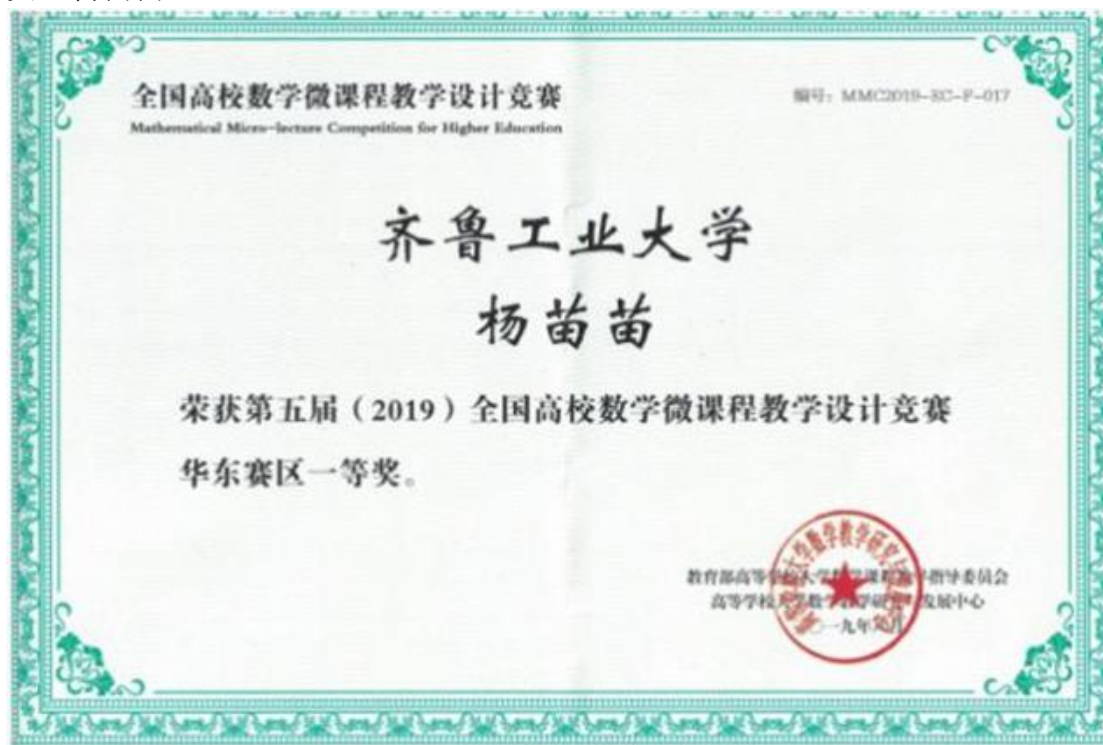 全国高校数学微课程教学设计竞赛
编号：MMC2019-EC-F-017
Mathematical Micro-lecture Competition for Higher Education
齐鲁工业大学
杨苗苗
荣获第五届（2019）全国高校数学微课程教学设计竞赛
华东赛区一等奖。
教育部高等学校大学数学课程教学指导委员会
高等学校大学数学教学研究与发展中心
一九年